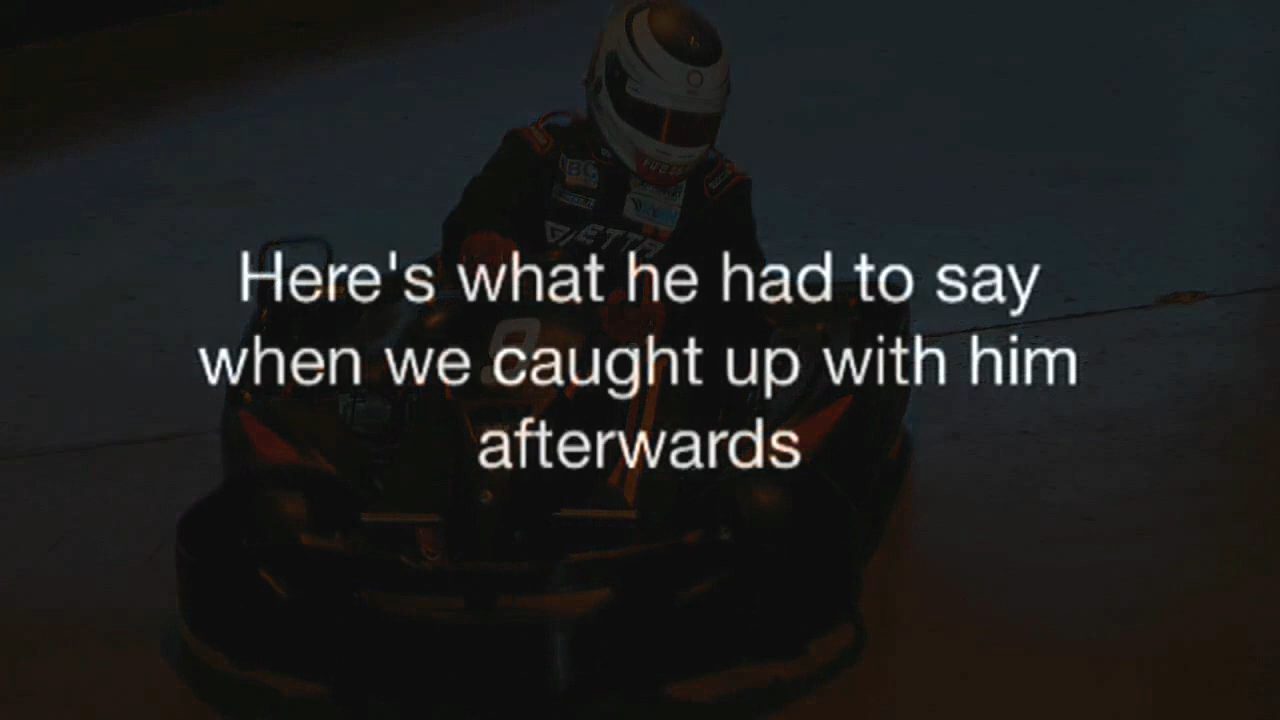 Here's what he had to say
when we caught up with him
afterwards